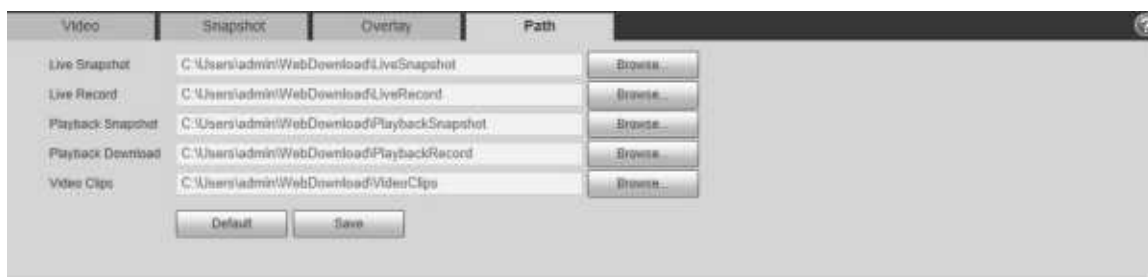 Video Snapshot Overlay Path ?
Live Snapshot C:\Users\admin\WebDownload\LiveSnapshot Browse...
Live Record C:\Users\admin\WebDownload\LiveRecord Browse...
Playback Snapshot C:\Users\admin\WebDownload\PlaybackSnapshot Browse...
Playback Download C:\Users\admin\WebDownload\PlaybackRecord Browse...
Video Clips C:\Users\admin\WebDownload\VideoClips Browse...
Default Save